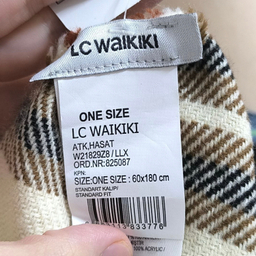 LC WAIKIKI
ONE SIZE
LC WAIKIKI
ATK,HASAT
W21829Z8/LLX
ORD.NR:825087
KPN:
SIZE:ONE SIZE : 60x180 cm
STANDART KALIP/
STANDARD FIT
113833776